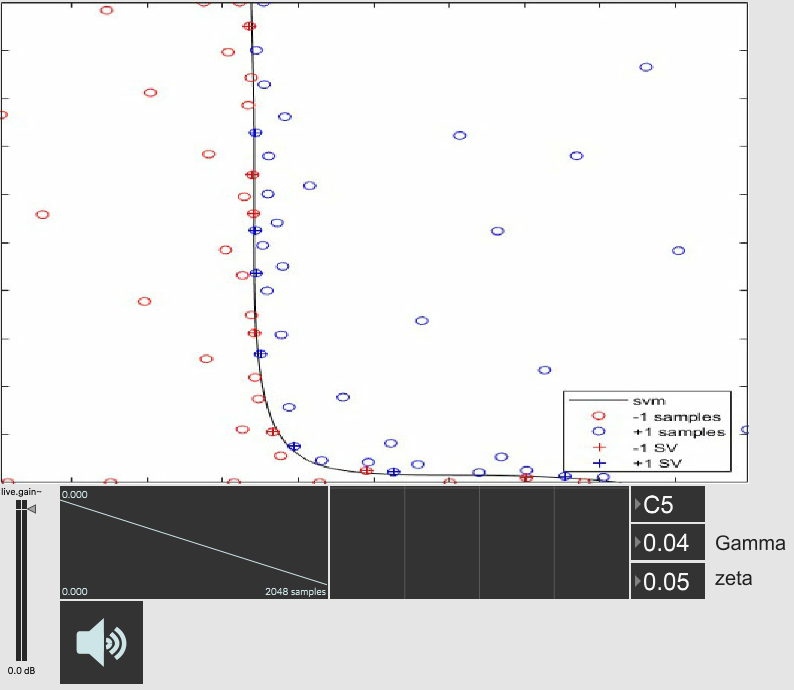 svm
-1 samples
+1 samples
-1 SV
+1 SV
live.gain~
0.000
0.000
2048 samples
C5
0.04 Gamma
0.05 zeta
0.0 dB